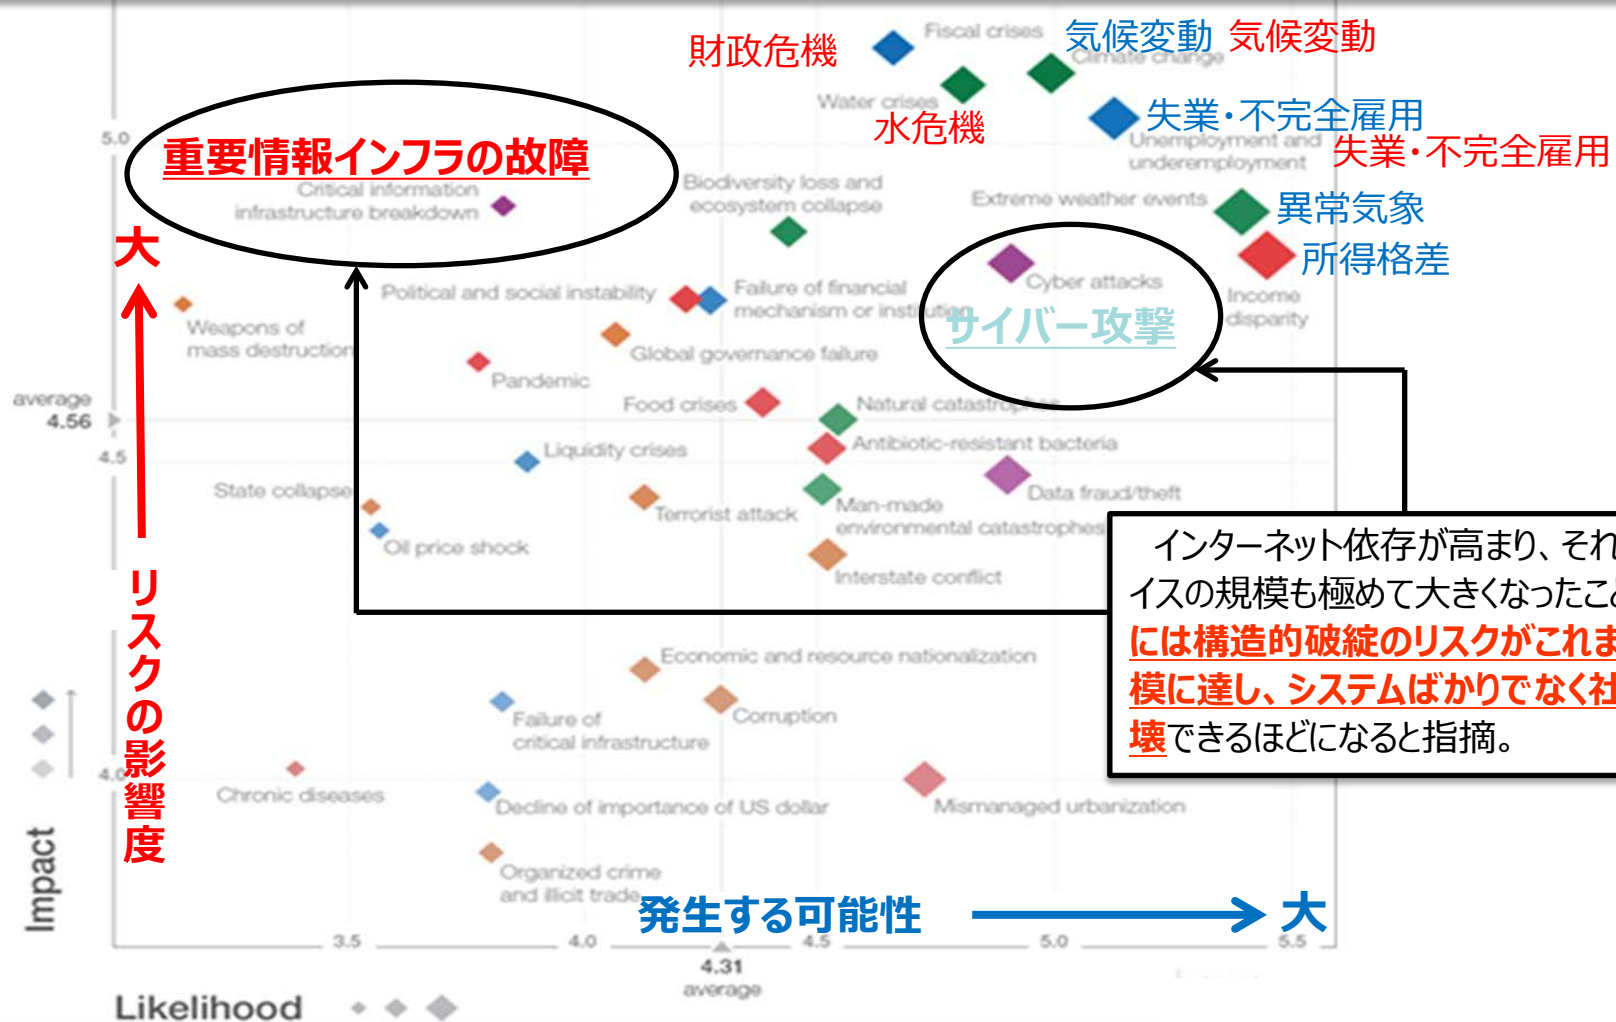 Fiscal crises
財政危機
気候変動 気候変動
Climate change
Water crises
水危機
失業・不完全雇用
Unemployment and
underemployment
失業・不完全雇用
5.0
重要情報インフラの故障
Critical information
infrastructure breakdown
Biodiversity loss and
ecosystem collapse
Extreme weather events
異常気象
所得格差
大
Cyber attacks
サイバー攻撃
Income
disparity
Political and social instability
Failure of financial
mechanism or institution
Weapons of
mass destruction
Global governance failure
Pandemic
average
4.56
Food crises
Natural catastrophes
4.5
Liquidity crises
Antibiotic-resistant bacteria
State collapse
Data fraud/theft
Terrorist attack
Man-made
environmental catastrophes
Oil price shock
Interstate conflict
インターネット依存が高まり、それ
イスの規模も極めて大きくなったこと
には構造的破綻のリスクがこれま
模に達し、システムばかりでなく社
壊できるほどになると指摘。
リスクの影響度
Economic and resource nationalization
Failure of
critical infrastructure
Corruption
4.0
Chronic diseases
Decline of importance of US dollar
Mismanaged urbanization
Organized crime
and illicit trade
Impact
発生する可能性
大
3.5
4.0
4.5
5.0
5.5
4.31
average
Likelihood